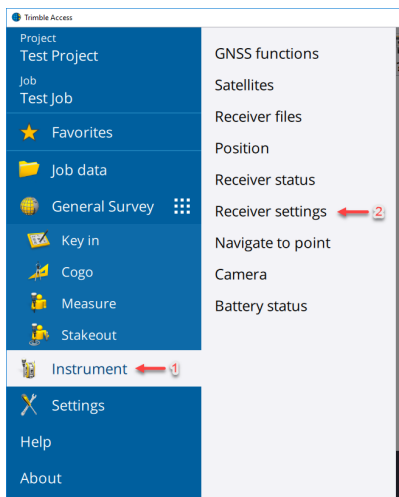 Trimble Access
Project
Test Project
Job
Test Job
Favorites
Job data
General Survey
Key in
Cogo
Measure
Stakeout
Instrument 1
Settings
Help
About
GNSS functions
Satellites
Receiver files
Position
Receiver status
Receiver settings 2
Navigate to point
Camera
Battery status